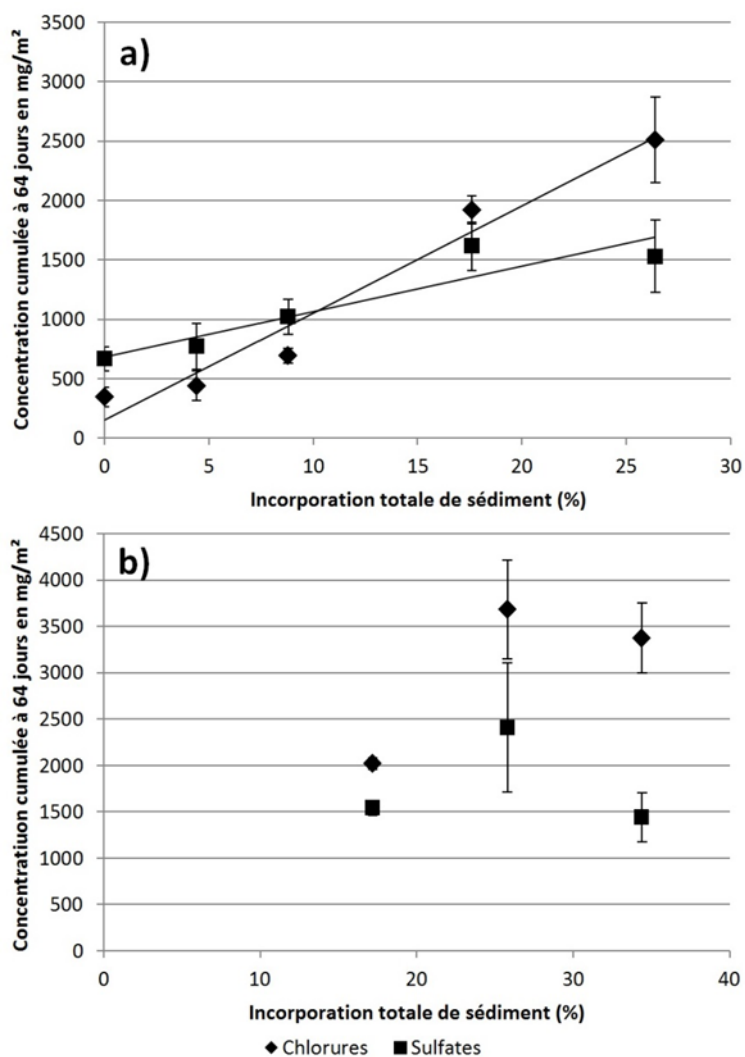 a)
Concentration cumulée à 64 jours en mg/m²
3500
3000
2500
2000
1500
1000
500
0
0 5 10 15 20 25 30
Incorporation totale de sédiment (%)
b)
Concentratiuon cumulée à 64 jours en mg/m²
4500
4000
3500
3000
2500
2000
1500
1000
500
0
0 10 20 30 40
Incorporation totale de sédiment (%)
Chlorures Sulfates